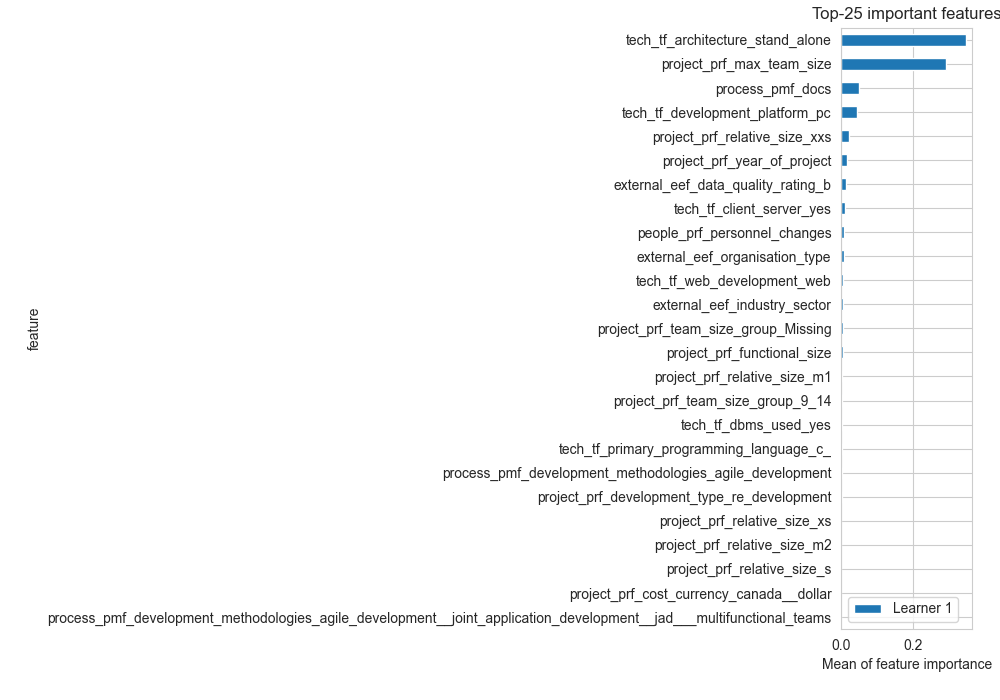 Top-25 important features
tech_tf_architecture_stand_alone
project_prf_max_team_size
process_pmf_docs
tech_tf_development_platform_pc
project_prf_relative_size_xxs
project_prf_year_of_project
external_eef_data_quality_rating_b
tech_tf_client_server_yes
people_prf_personnel_changes
external_eef_organisation_type
tech_tf_web_development_web
external_eef_industry_sector
project_prf_team_size_group_Missing
project_prf_functional_size
project_prf_relative_size_m1
project_prf_team_size_group_9_14
tech_tf_dbms_used_yes
tech_tf_primary_programming_language_c_
process_pmf_development_methodologies_agile_development
project_prf_development_type_re_development
project_prf_relative_size_xs
project_prf_relative_size_m2
project_prf_relative_size_s
project_prf_cost_currency_canada__dollar
process_pmf_development_methodologies_agile_development__joint_application_development__jad___multifunctional_teams
feature
Learner 1
0.0 0.2
Mean of feature importance